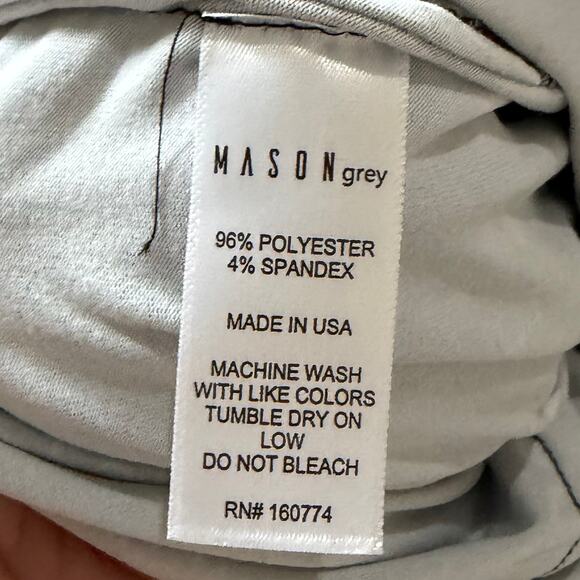 MASON grey
96% POLYESTER
4% SPANDEX
MADE IN USA
MACHINE WASH
WITH LIKE COLORS
TUMBLE DRY ON
LOW
DO NOT BLEACH
RN# 160774